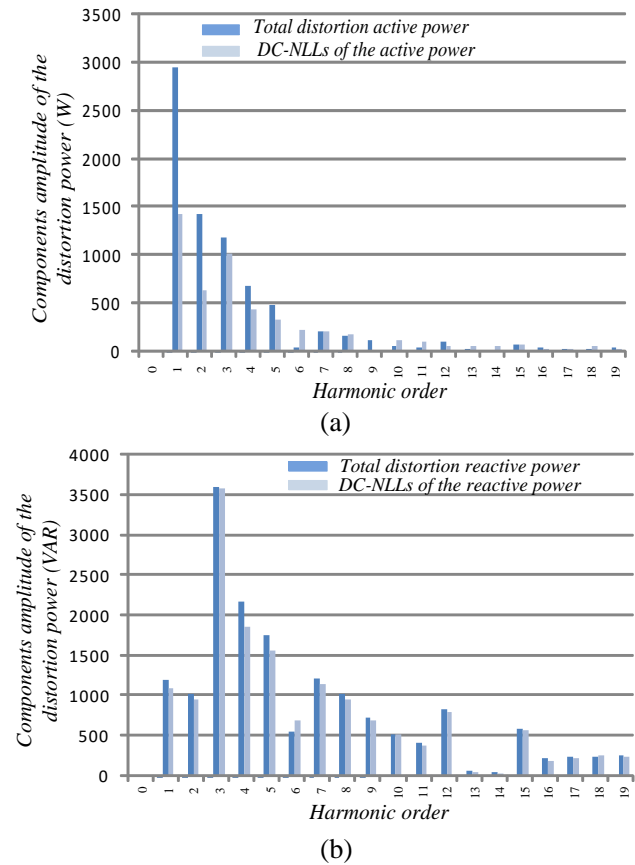 Components amplitude of the
distortion power (W)
3500
3000
2500
2000
1500
1000
500
0
Total distortion active power
DC-NLLs of the active power
0 1 2 3 4 5 6 7 8 9 10 11 12 13 14 15 16 17 18 19
Harmonic order
(a)
Components amplitude of the
distortion power (VAR)
4000
3500
3000
2500
2000
1500
1000
500
0
Total distortion reactive power
DC-NLLs of the reactive power
0 1 2 3 4 5 6 7 8 9 10 11 12 13 14 15 16 17 18 19
Harmonic order
(b)